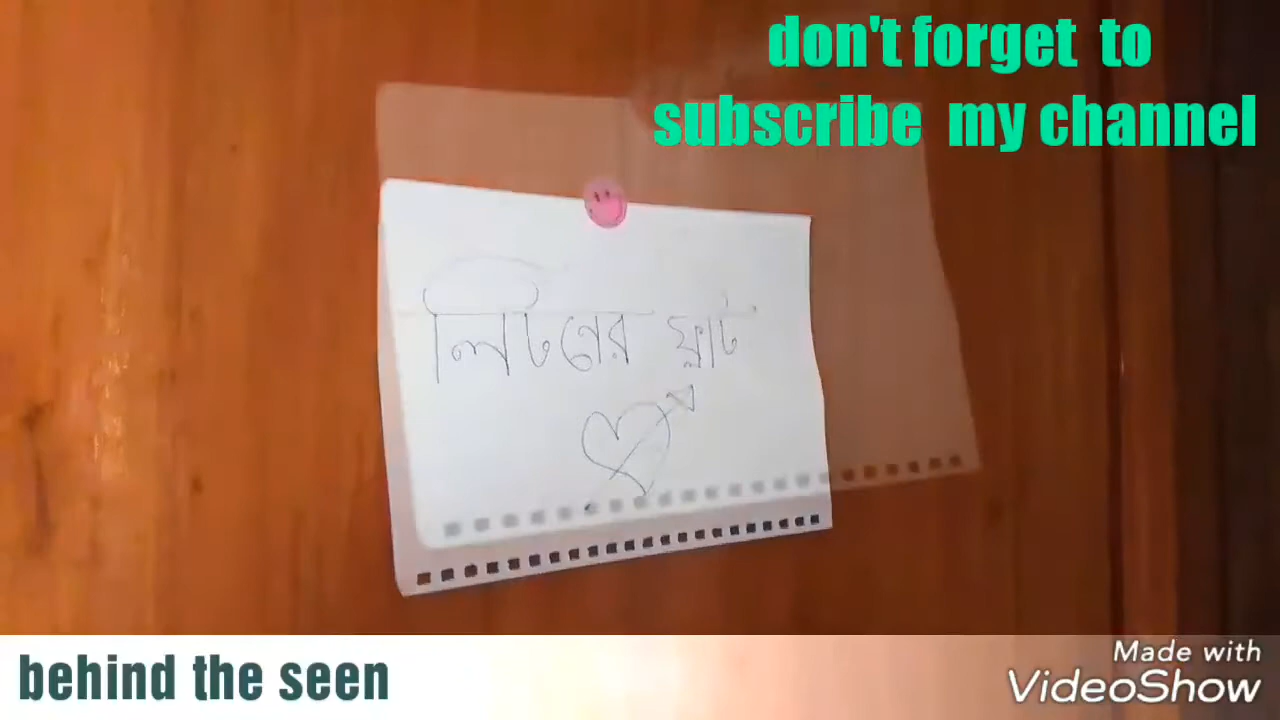 don't forget to
subscribe my channel
লিটনের ফ্লাট
behind the seen
Made with
VideoShow